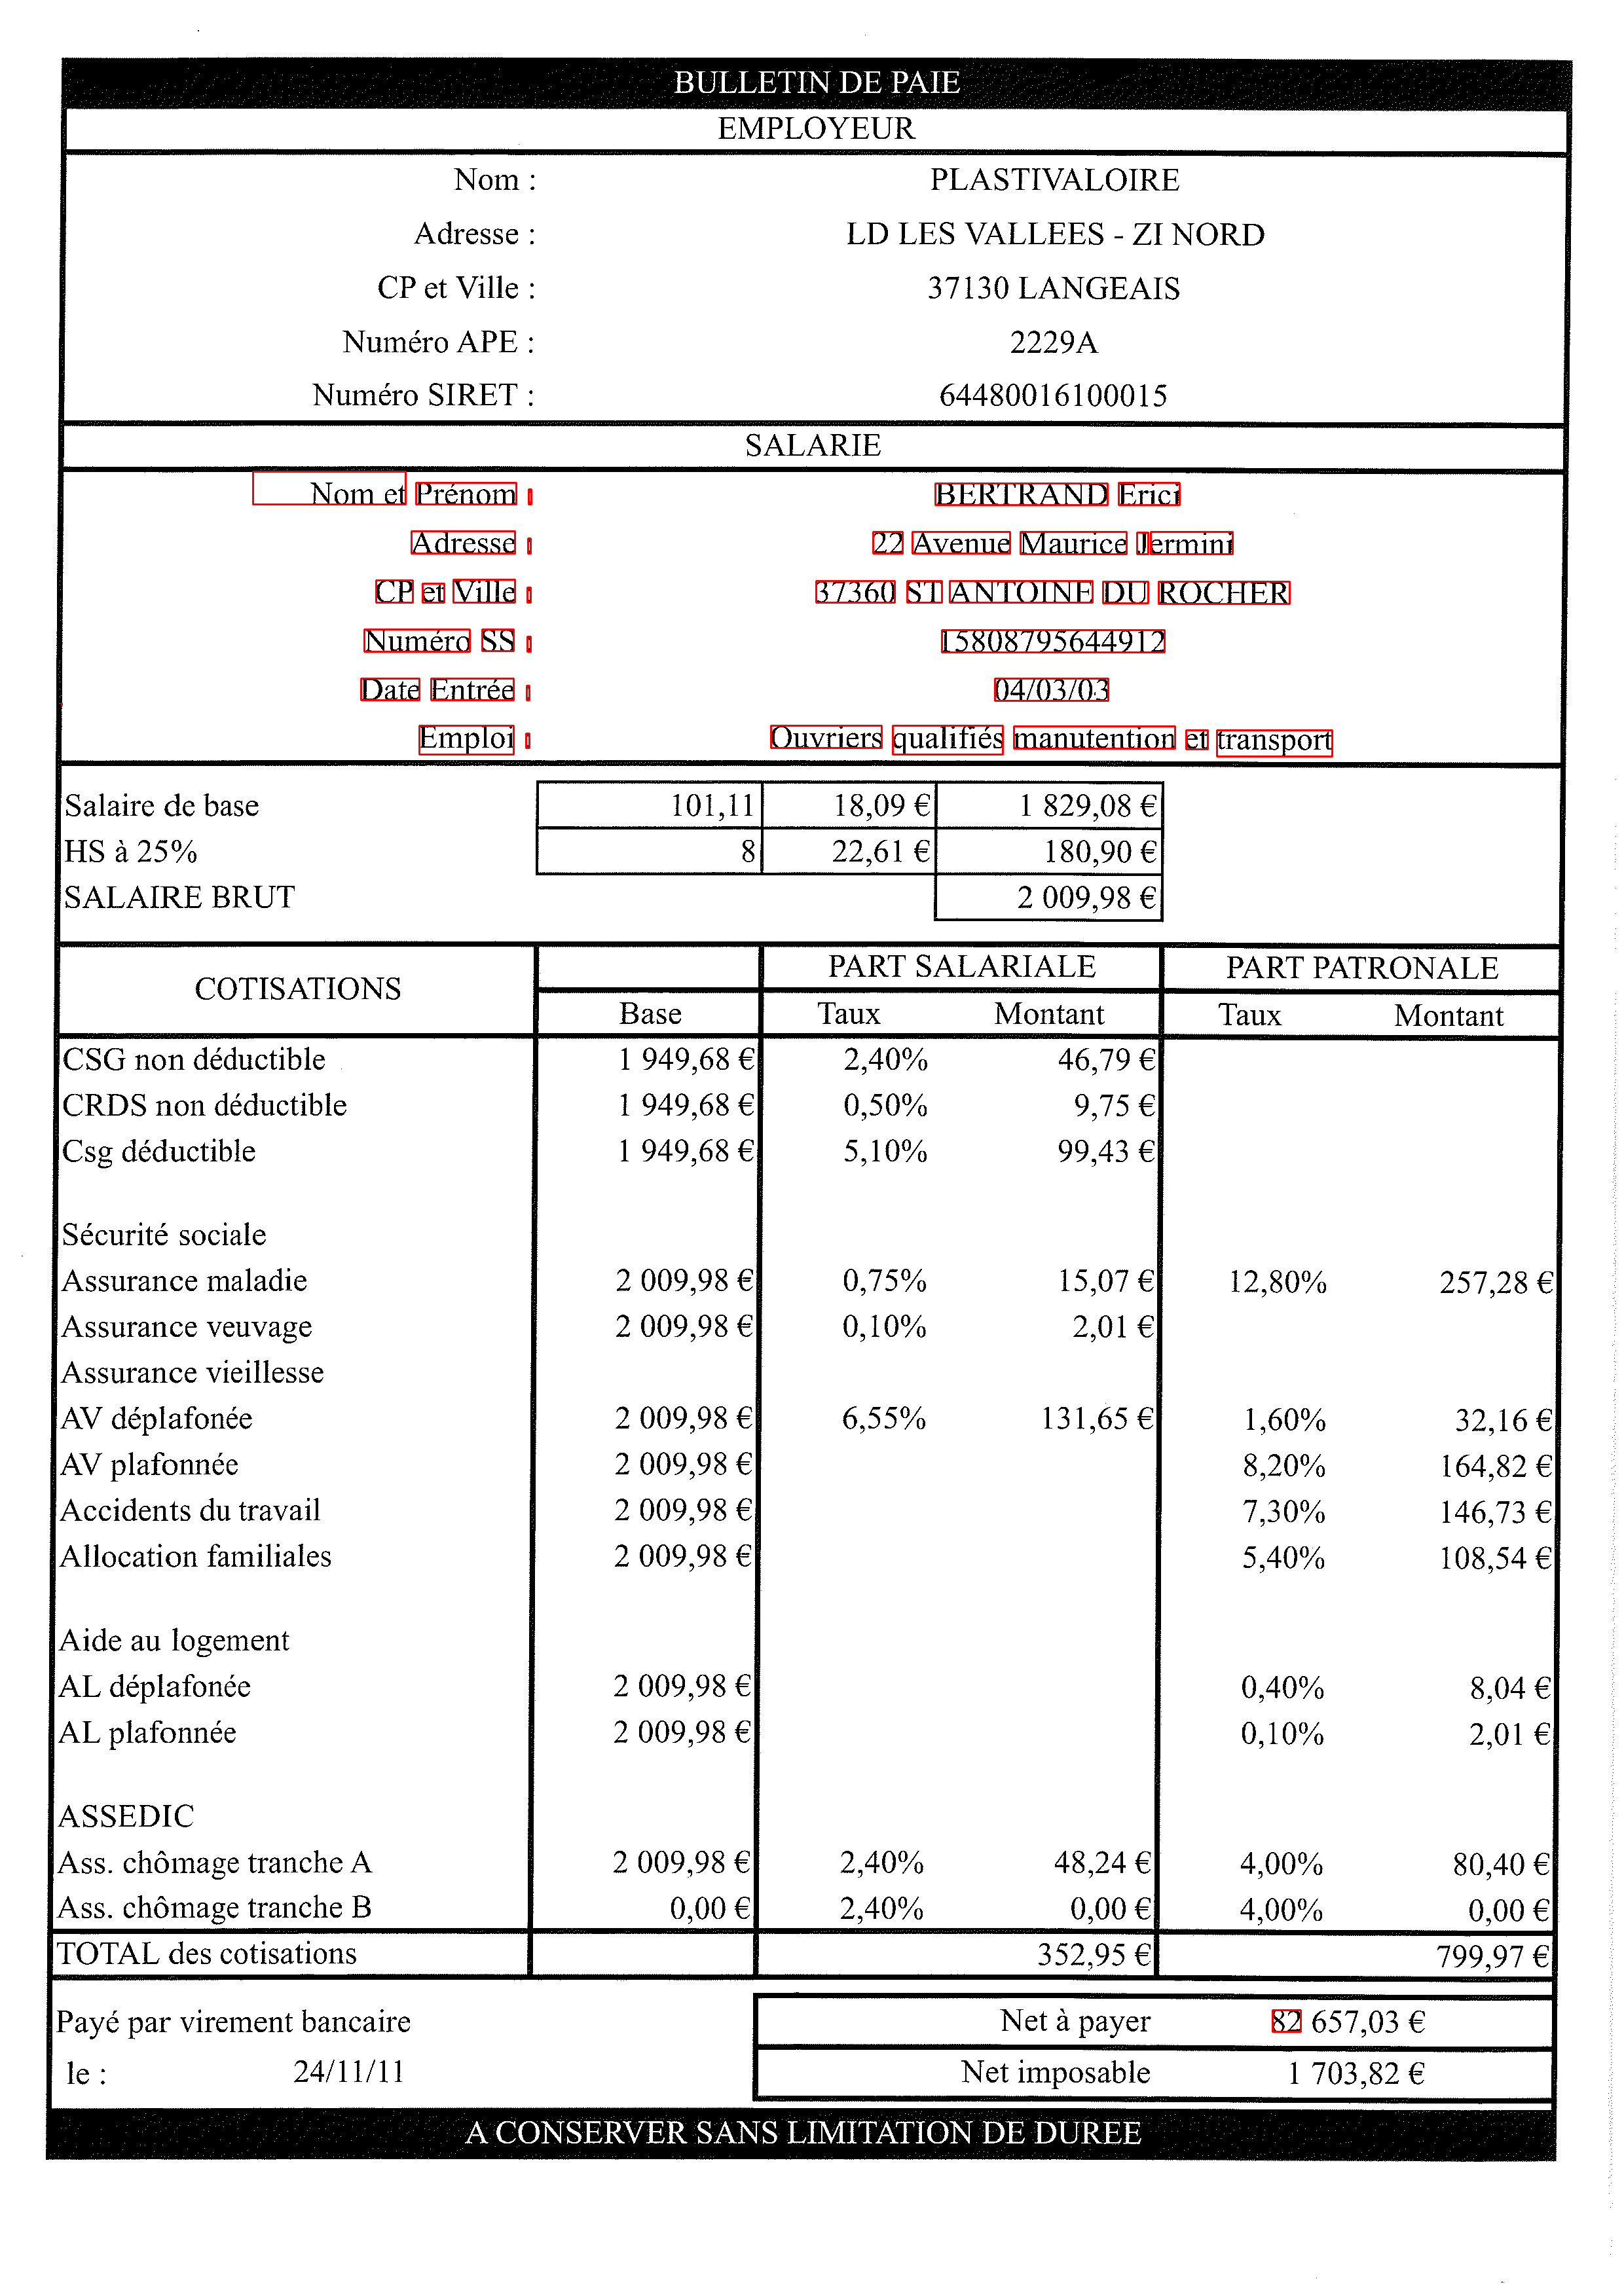 BULLETIN DE PAIE
EMPLOYEUR
Nom : PLASTIVALOIRE
Adresse : LD LES VALLEES - ZI NORD
CP et Ville : 37130 LANGEAIS
Numéro APE : 2229A
Numéro SIRET : 64480016100015
SALARIE
Nom et Prénom : BERTRAND Eric
Adresse : 22 Avenue Maurice Jermini
CP et Ville : 37360 ST ANTOINE DU ROCHER
Numéro SS : 15808795644912
Date Entrée : 04/03/03
Emploi : Ouvriers qualifiés manutention et transport
Salaire de base 101,11 18,09 € 1 829,08 €
HS à 25% 8 22,61 € 180,90 €
SALAIRE BRUT 2 009,98 €
COTISATIONS PART SALARIALE PART PATRONALE
Base Taux Montant Taux Montant
CSG non déductible 1 949,68 € 2,40% 46,79 €
CRDS non déductible 1 949,68 € 0,50% 9,75 €
Csg déductible 1 949,68 € 5,10% 99,43 €
Sécurité sociale
Assurance maladie 2 009,98 € 0,75% 15,07 € 12,80% 257,28 €
Assurance veuvage 2 009,98 € 0,10% 2,01 €
Assurance vieillesse
AV déplafonée 2 009,98 € 6,55% 131,65 € 1,60% 32,16 €
AV plafonnée 2 009,98 € 8,20% 164,82 €
Accidents du travail 2 009,98 € 7,30% 146,73 €
Allocation familiales 2 009,98 € 5,40% 108,54 €
Aide au logement
AL déplafonée 2 009,98 € 0,40% 8,04 €
AL plafonnée 2 009,98 € 0,10% 2,01 €
ASSEDIC
Ass. chômage tranche A 2 009,98 € 2,40% 48,24 € 4,00% 80,40 €
Ass. chômage tranche B 0,00 € 2,40% 0,00 € 4,00% 0,00 €
TOTAL des cotisations 352,95 € 799,97 €
Payé par virement bancaire Net à payer 82 657,03 €
le : 24/11/11 Net imposable 1 703,82 €
A CONSERVER SANS LIMITATION DE DUREE